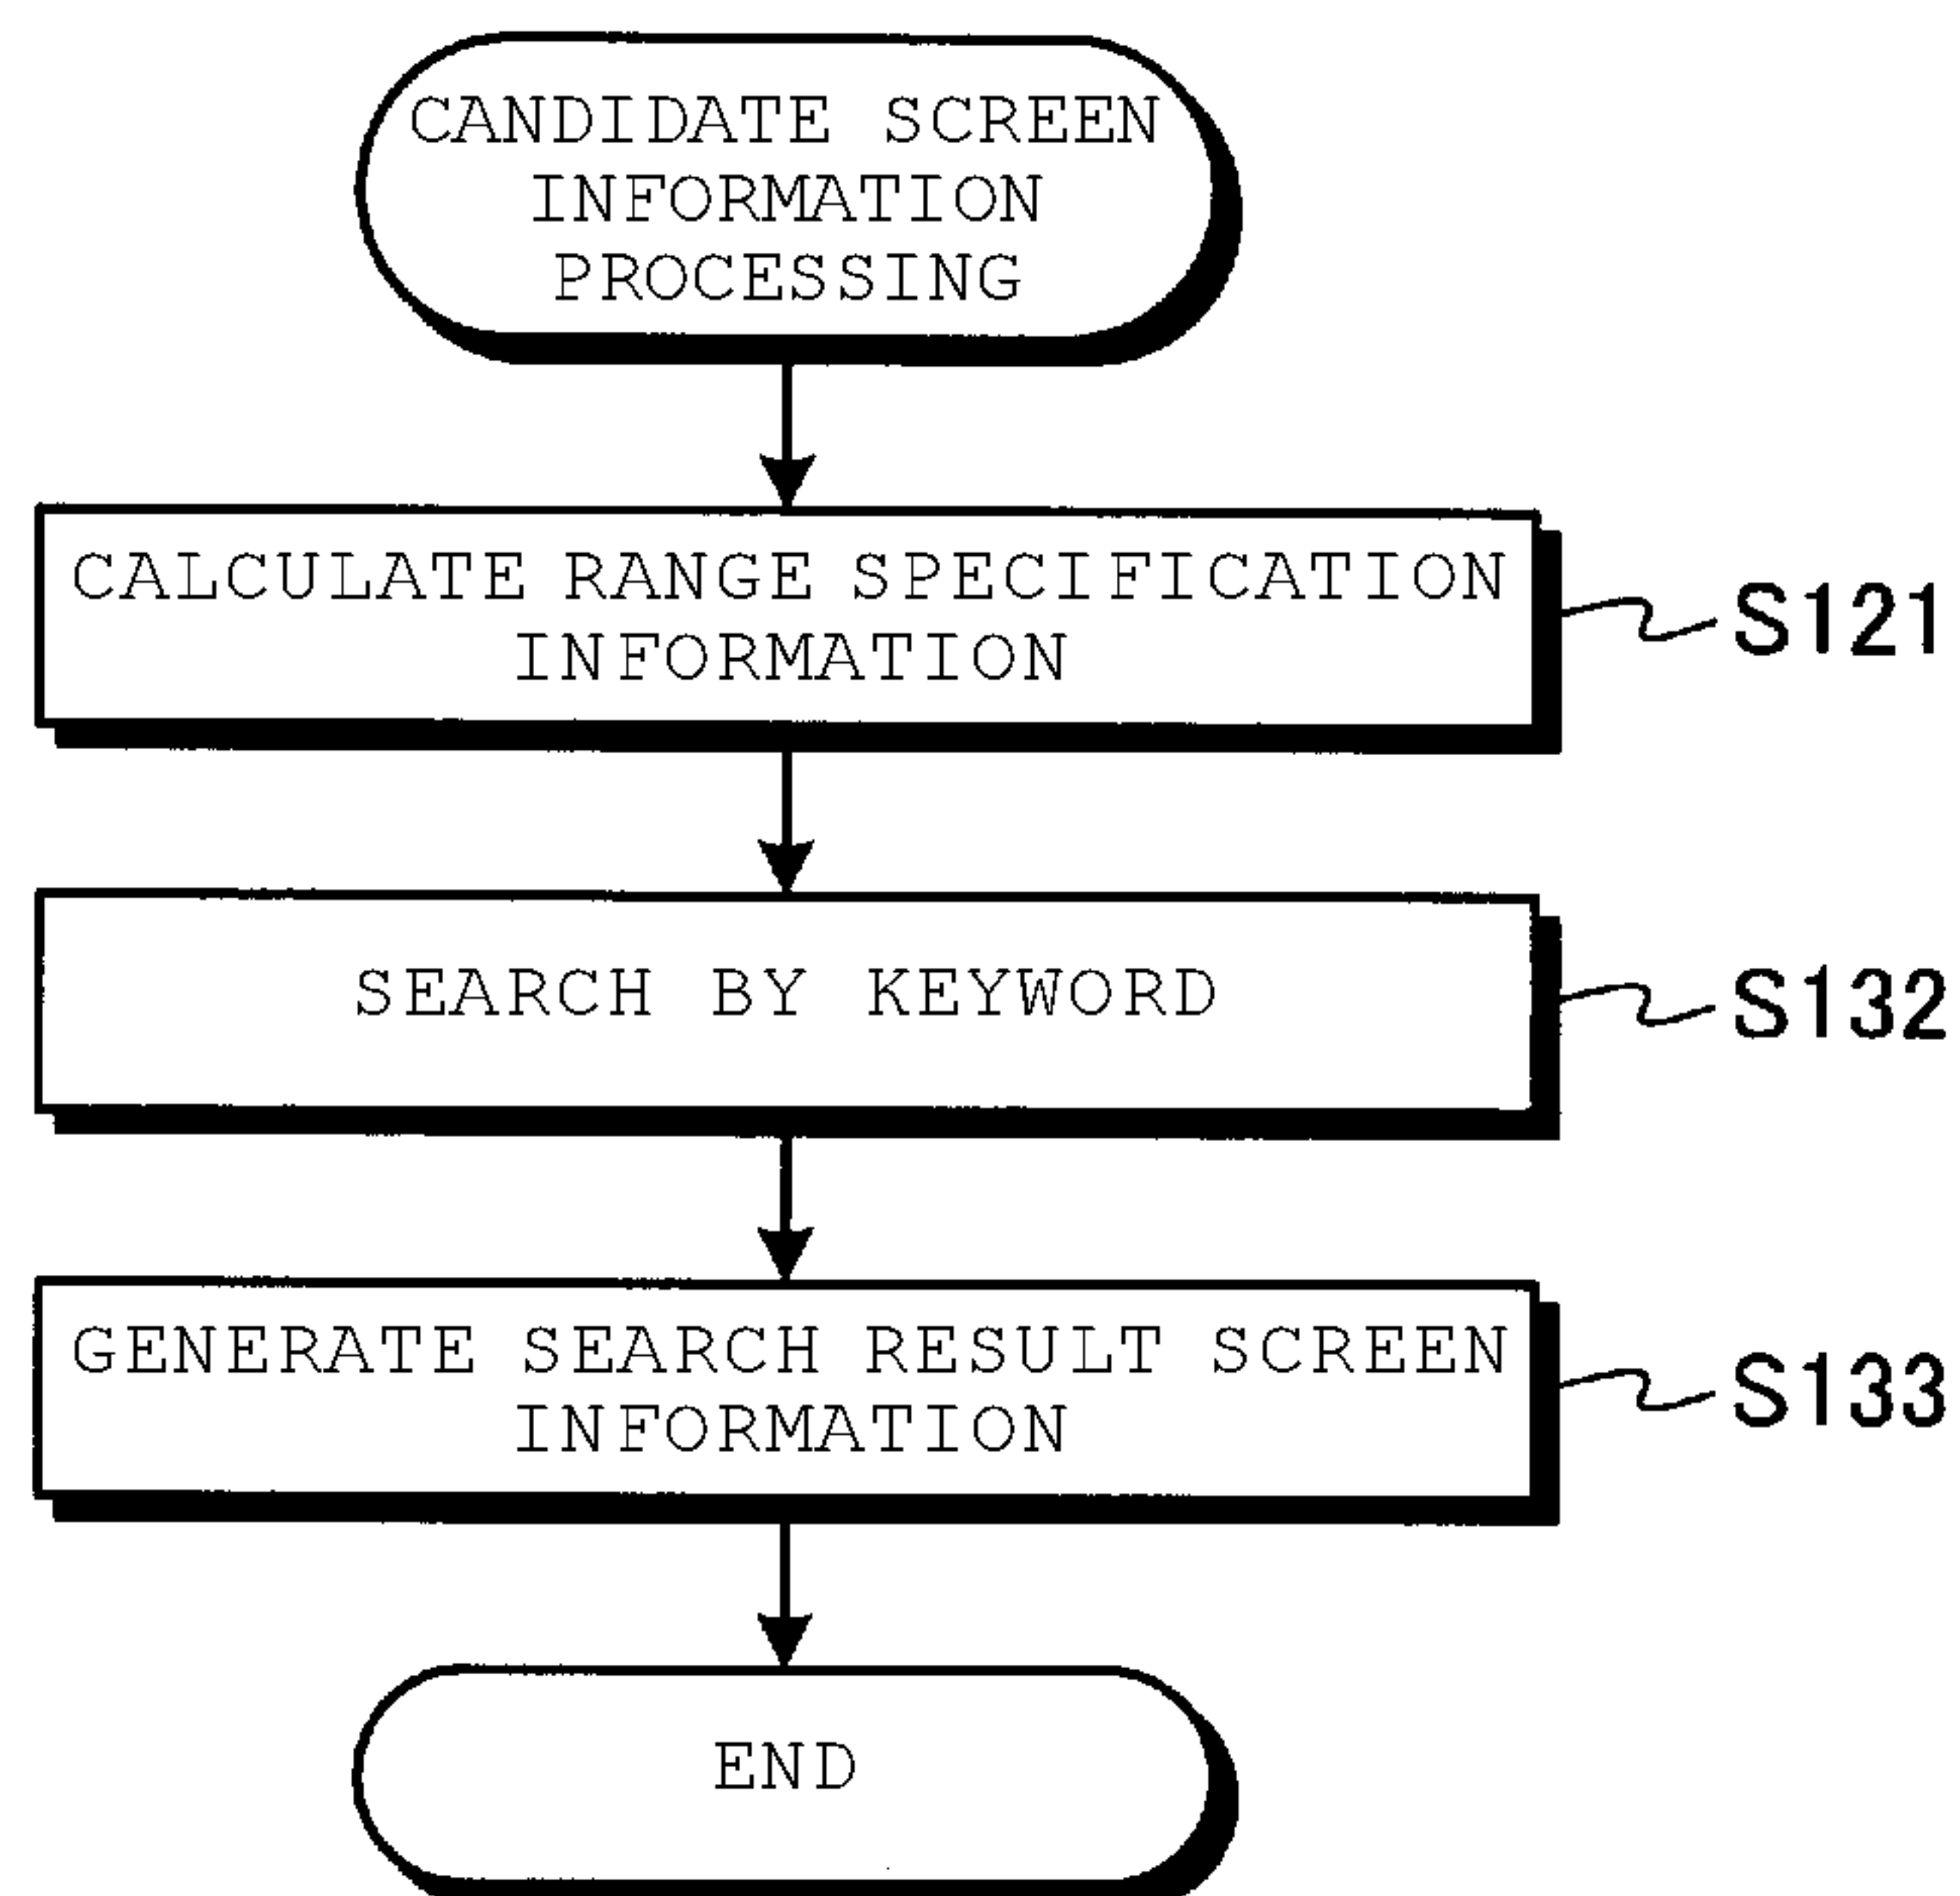 CANDIDATE SCREEN
INFORMATION
PROCESSING
CALCULATE RANGE SPECIFICATION
INFORMATION
S121
SEARCH BY KEYWORD
S132
GENERATE SEARCH RESULT SCREEN
INFORMATION
S133
END